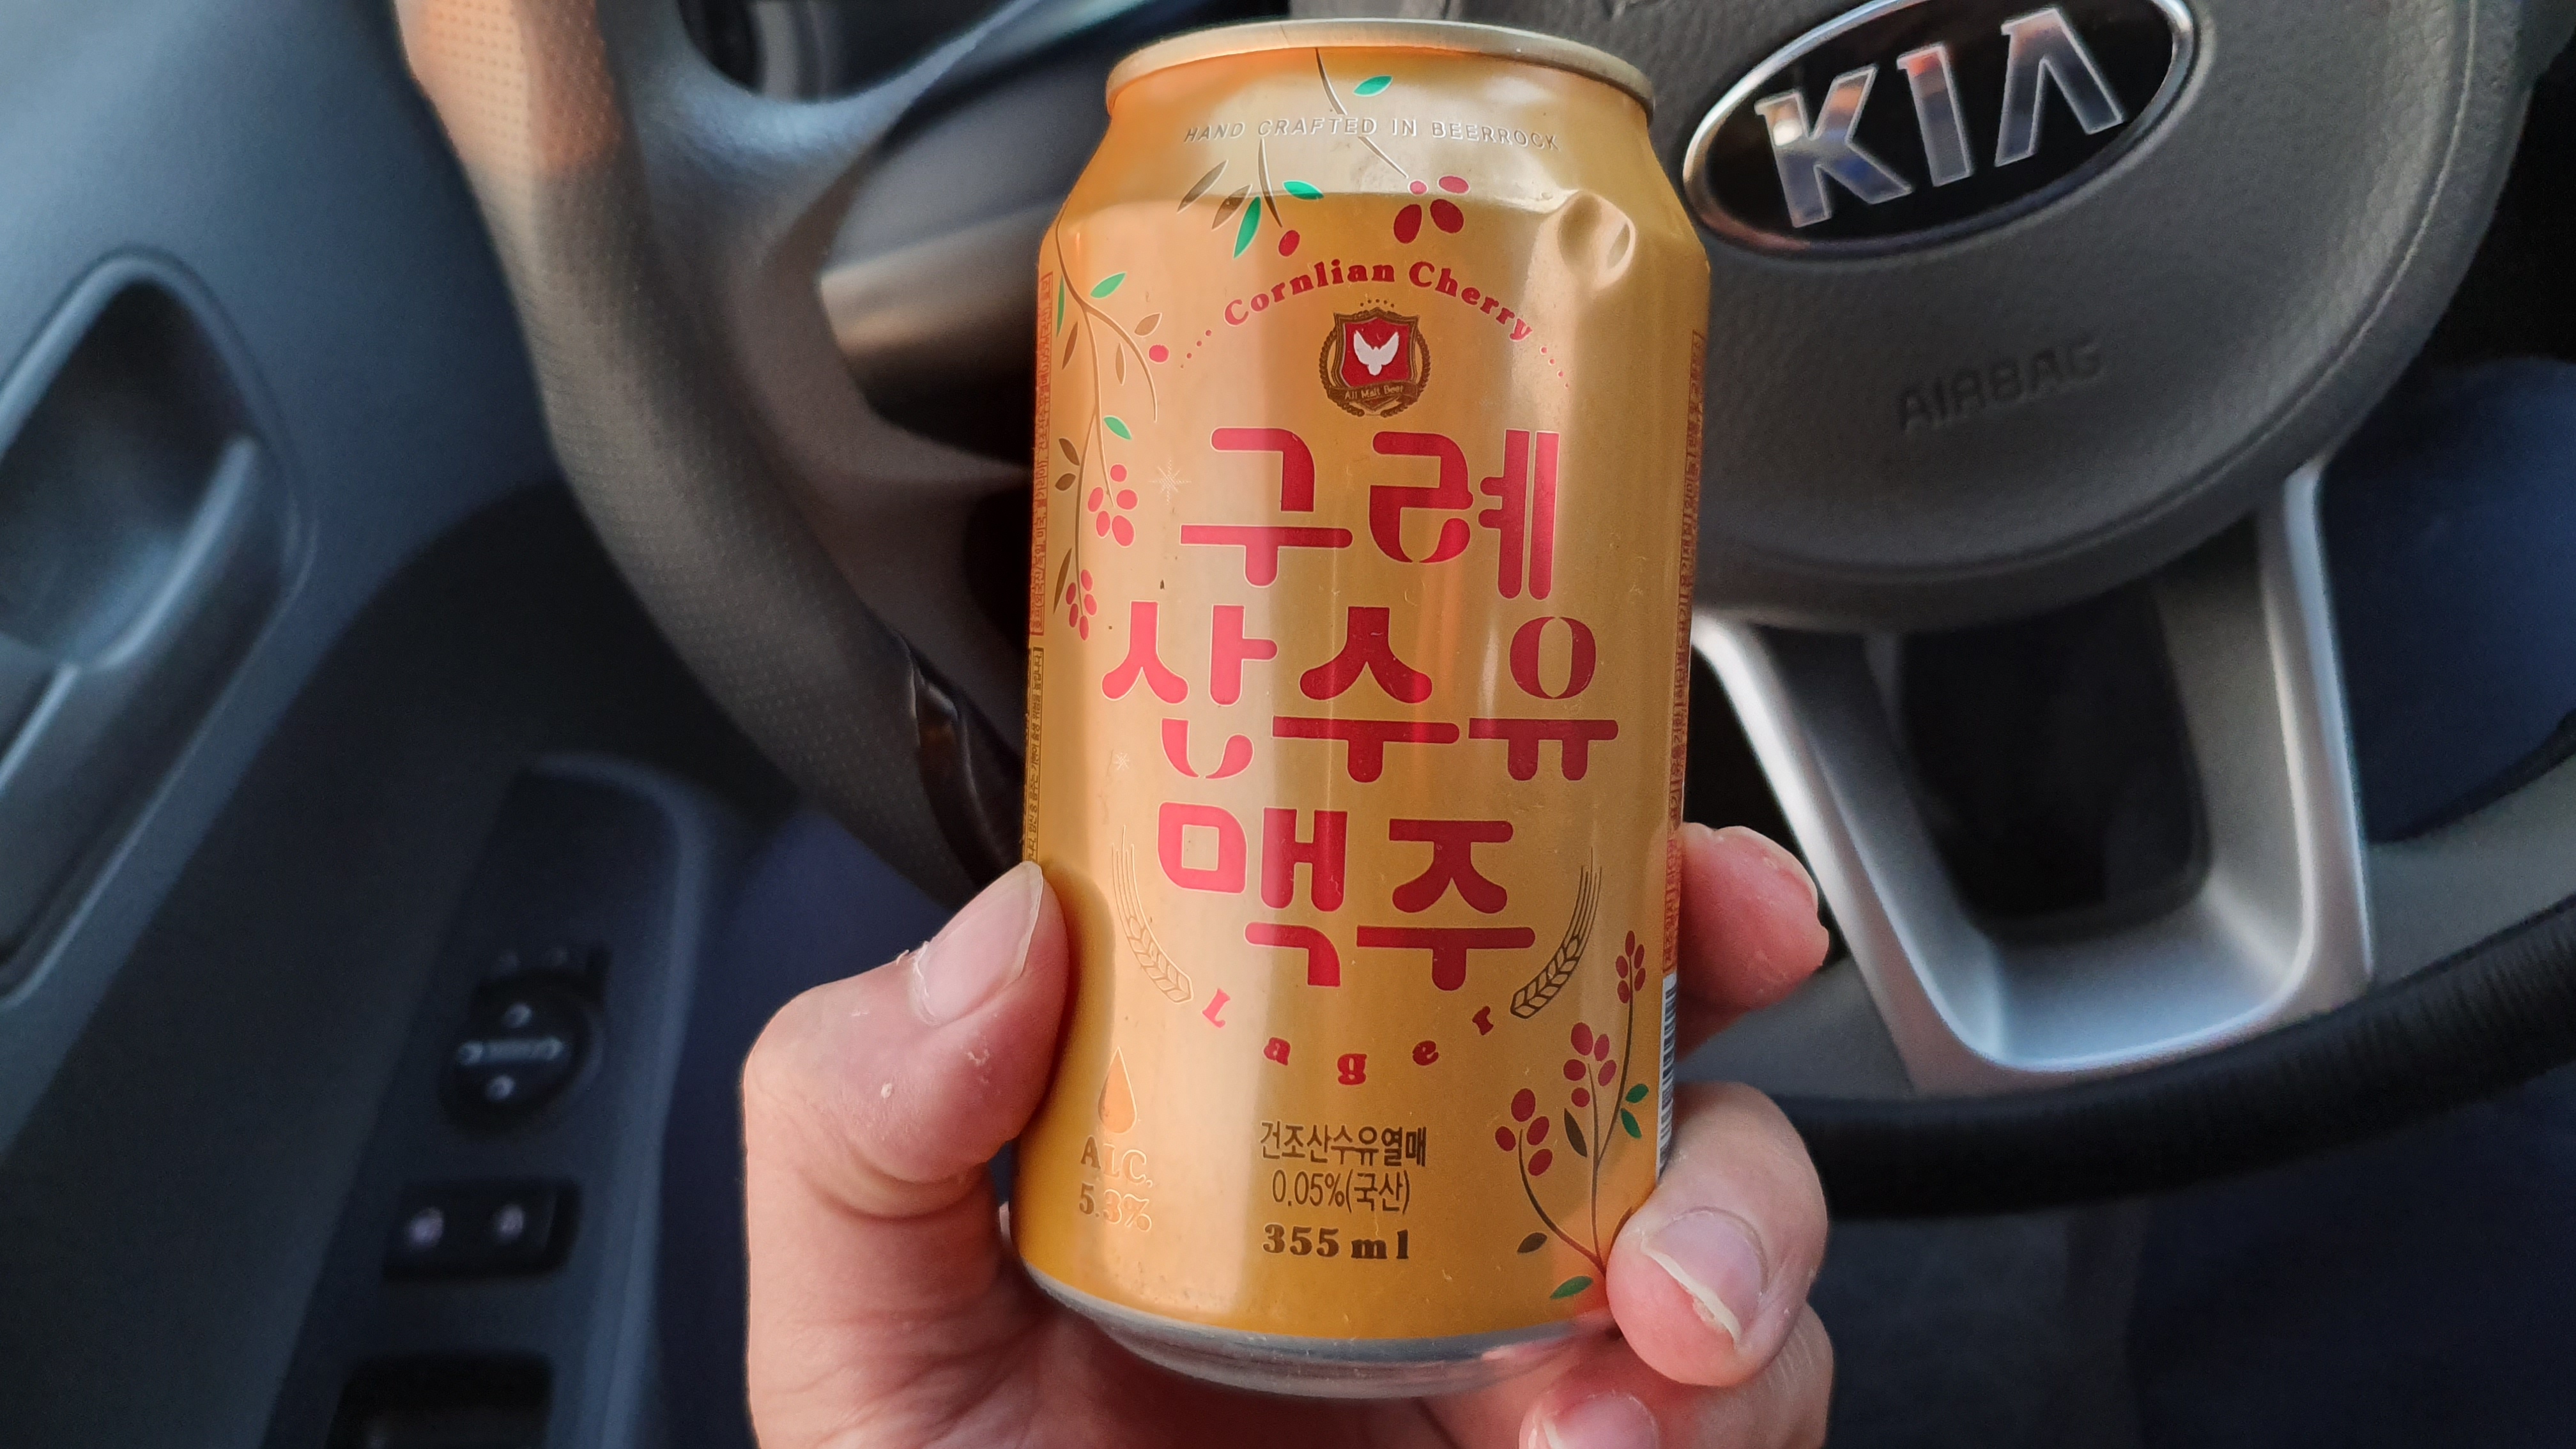 KIA
AIRBAG
HAND CRAFTED IN BEERROCK
Cornlian Cherry
All Malt Beer
구례
산수유
맥주
Lager
ALC.
5.3%
건조산수유열매
0.05%(국산)
355ml